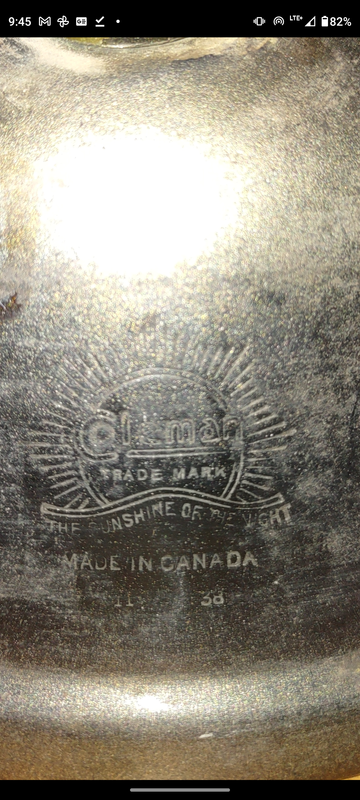 9:45
LTE+
82%
Coleman
TRADE MARK
THE SUNSHINE OF THE NIGHT
MADE IN CANADA
11 38